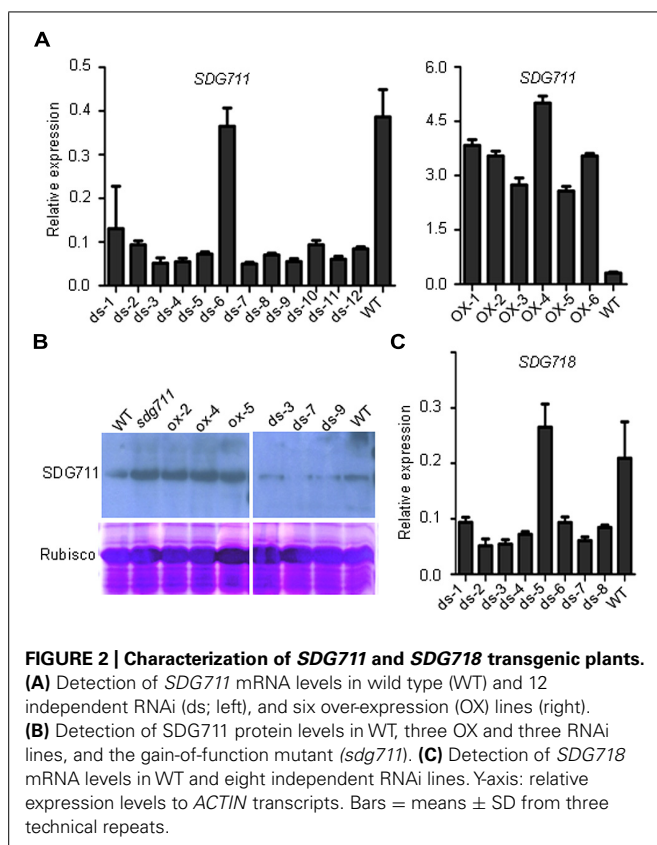 A
SDG711
Relative expression
0.5
0.4
0.3
0.2
0.1
0.0
ds-1 ds-2 ds-3 ds-4 ds-5 ds-6 ds-7 ds-8 ds-9 ds-10 ds-11 ds-12 WT
SDG711
6.0
4.5
3.0
1.5
0.0
OX-1 OX-2 OX-3 OX-4 OX-5 OX-6 WT
B
WT sdg711 ox-2 ox-4 ox-5 ds-3 ds-7 ds-9 WT
SDG711
Rubisco
C
SDG718
Relative expression
0.3
0.2
0.1
0.0
ds-1 ds-2 ds-3 ds-4 ds-5 ds-6 ds-7 ds-8 WT
FIGURE 2 | Characterization of SDG711 and SDG718 transgenic plants.
(A) Detection of SDG711 mRNA levels in wild type (WT) and 12
independent RNAi (ds; left), and six over-expression (OX) lines (right).
(B) Detection of SDG711 protein levels in WT, three OX and three RNAi
lines, and the gain-of-function mutant (sdg711). (C) Detection of SDG718
mRNA levels in WT and eight independent RNAi lines. Y-axis: relative
expression levels to ACTIN transcripts. Bars = means ± SD from three
technical repeats.